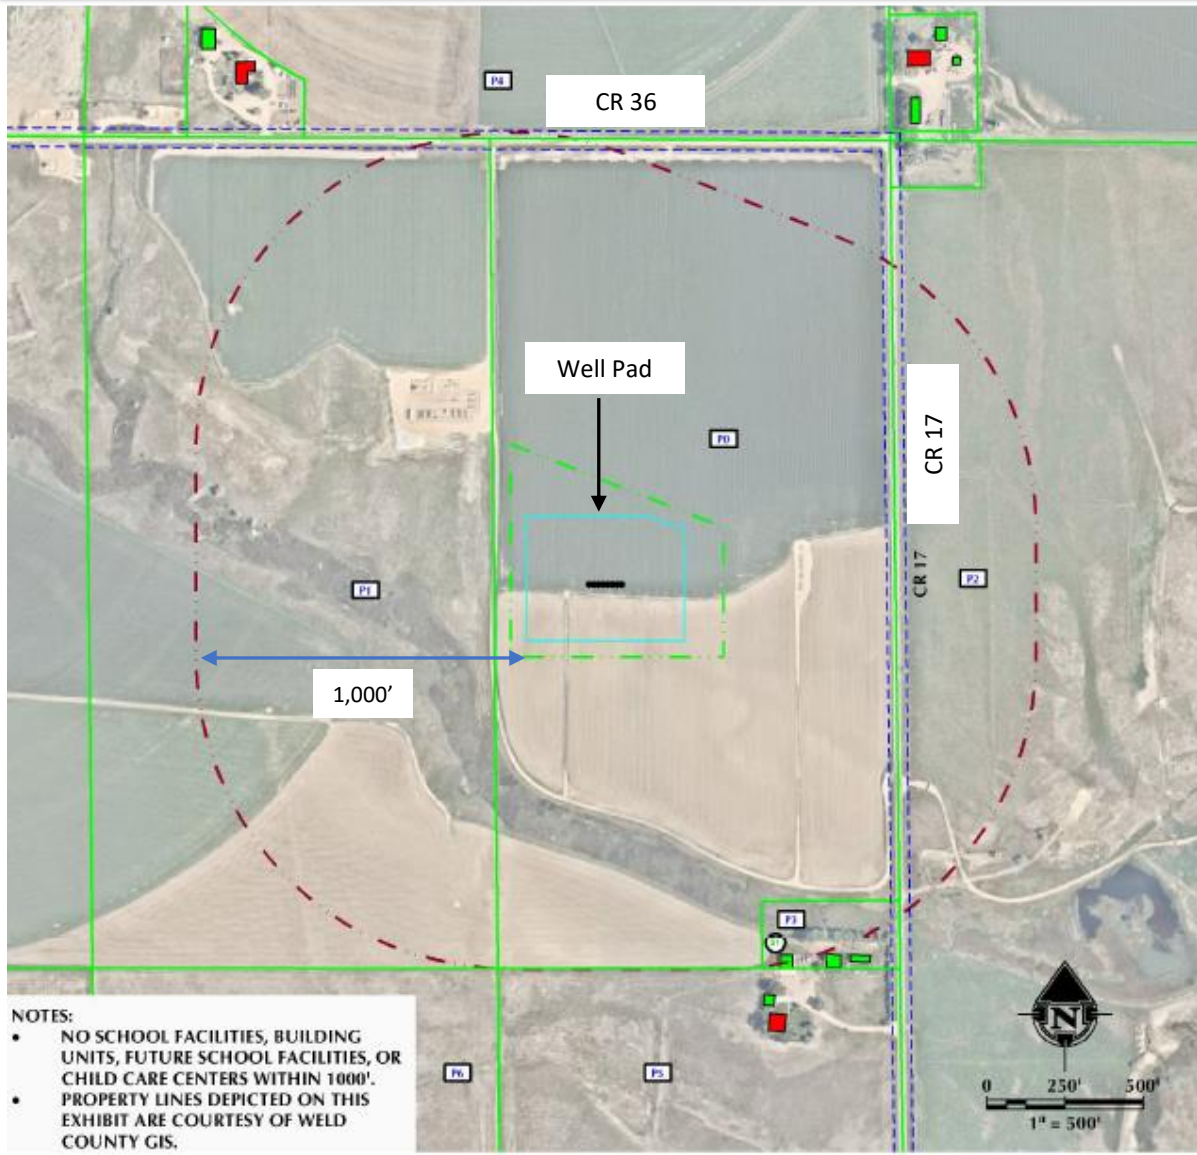 P4
CR 36
Well Pad
P0
CR 17
CR 17
P1
P2
1,000’
P3
NOTES:
• NO SCHOOL FACILITIES, BUILDING
UNITS, FUTURE SCHOOL FACILITIES, OR
CHILD CARE CENTERS WITHIN 1000'.
• PROPERTY LINES DEPICTED ON THIS
EXHIBIT ARE COURTESY OF WELD
COUNTY GIS.
P6
P5
N
0 250' 500'
1" = 500'